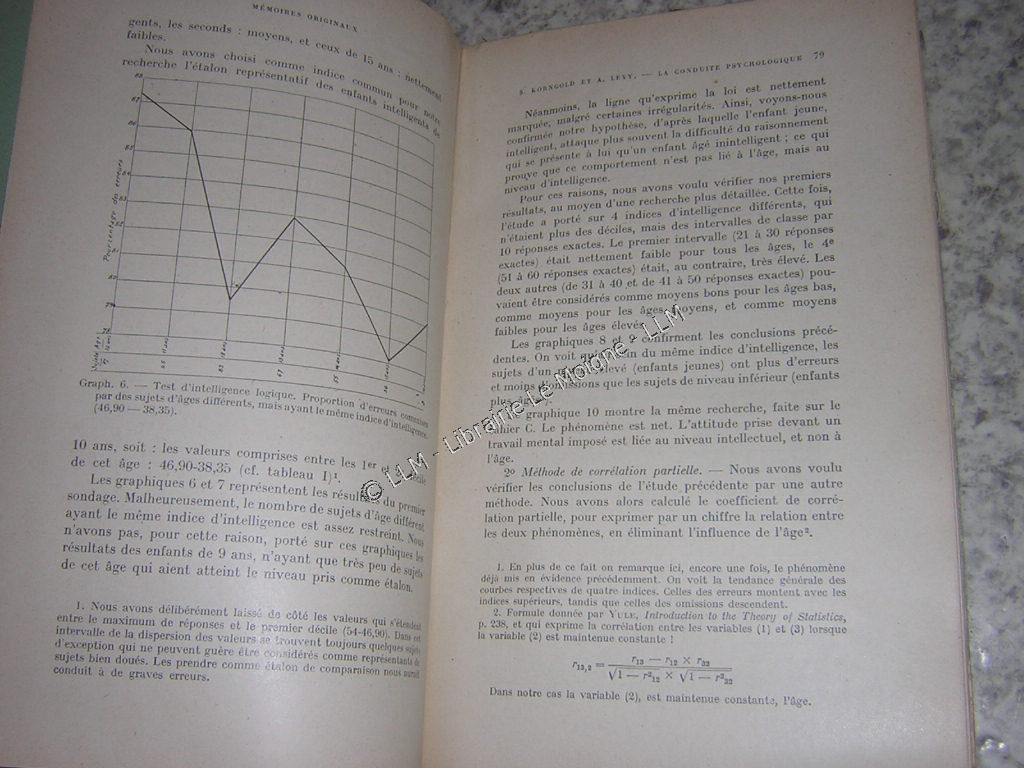 MÉMOIRES ORIGINAUX
gents, les seconds : moyens, et ceux de 15 ans : nettement
faibles.
Nous avons choisi comme indice commun pour notre
recherche l'étalon représentatif des enfants intelligents de
Pourcentage des erreurs
Graph. 6. — Test d'intelligence logique. Proportion d'erreurs commises
par des sujets d'âges différents, mais ayant le même indice d'intelligence
(46,90 — 38,35).
10 ans, soit : les valeurs comprises entre les 1er et
de cet âge : 46,90-38,35 (cf. tableau I)¹.
Les graphiques 6 et 7 représentent les résultats du premier
sondage. Malheureusement, le nombre de sujets d'âge différent
ayant le même indice d'intelligence est assez restreint. Nous
n'avons pas, pour cette raison, porté sur ces graphiques les
résultats des enfants de 9 ans, n'ayant que très peu de sujets
de cet âge qui aient atteint le niveau pris comme étalon.
1. Nous avons délibérément laissé de côté les valeurs qui s'étendent
entre le maximum de réponses et le premier décile (54-46,90). Dans cet
intervalle de la dispersion des valeurs se trouvent toujours quelques sujets
d'exception qui ne peuvent guère être considérés comme représentants de
sujets bien doués. Les prendre comme étalon de comparaison nous aurait
conduit à de graves erreurs.
S. KORNGOLD ET A. LEVY. — LA CONDUITE PSYCHOLOGIQUE 79
Néanmoins, la ligne qu'exprime la loi est nettement
marquée, malgré certaines irrégularités. Ainsi, voyons-nous
confirmée notre hypothèse, d'après laquelle l'enfant jeune,
intelligent, attaque plus souvent la difficulté du raisonnement
qui se présente à lui qu'un enfant âgé inintelligent ; ce qui
prouve que ce comportement n'est pas lié à l'âge, mais au
niveau d'intelligence.
Pour ces raisons, nous avons voulu vérifier nos premiers
résultats, au moyen d'une recherche plus détaillée. Cette fois,
l'étude a porté sur 4 indices d'intelligence différents, qui
n'étaient plus des déciles, mais des intervalles de classe par
10 réponses exactes. Le premier intervalle (21 à 30 réponses
exactes) était nettement faible pour tous les âges, le 4e
(51 à 60 réponses exactes) était, au contraire, très élevé. Les
deux autres (de 31 à 40 et de 41 à 50 réponses exactes) pou-
vaient être considérés comme moyens bons pour les âges bas,
comme moyens pour les âges moyens, et comme moyens
faibles pour les âges élevés.
Les graphiques 8 et 9 confirment les conclusions précé-
dentes. On voit qu'au sein du même indice d'intelligence, les
sujets d'un élevé (enfants jeunes) ont plus d'erreurs
et moins d'omissions que les sujets de niveau inférieur (enfants
plus
graphique 10 montre la même recherche, faite sur le
cahier C. Le phénomène est net. L'attitude prise devant un
travail mental imposé est liée au niveau intellectuel, et non à
l'âge.
2º Méthode de corrélation partielle. — Nous avons voulu
vérifier les conclusions de l'étude précédente par une autre
méthode. Nous avons alors calculé le coefficient de corré-
lation partielle, pour exprimer par un chiffre la relation entre
les deux phénomènes, en éliminant l'influence de l'âge².
1. En plus de ce fait on remarque ici, encore une fois, le phénomène
déjà mis en évidence précédemment. On voit la tendance générale des
courbes respectives de quatre indices. Celles des erreurs montent avec les
indices supérieurs, tandis que celles des omissions descendent.
2. Formule donnée par YULE, Introduction to the Theory of Statistics,
p. 238, et qui exprime la corrélation entre les variables (1) et (3) lorsque
la variable (2) est maintenue constante !
r13,2 = r13 — r12 × r32 / √1 — r²12 × √1 — r²32
Dans notre cas la variable (2), est maintenue constante, l'âge.
© LLM - Librairie Le Moldine - LLM